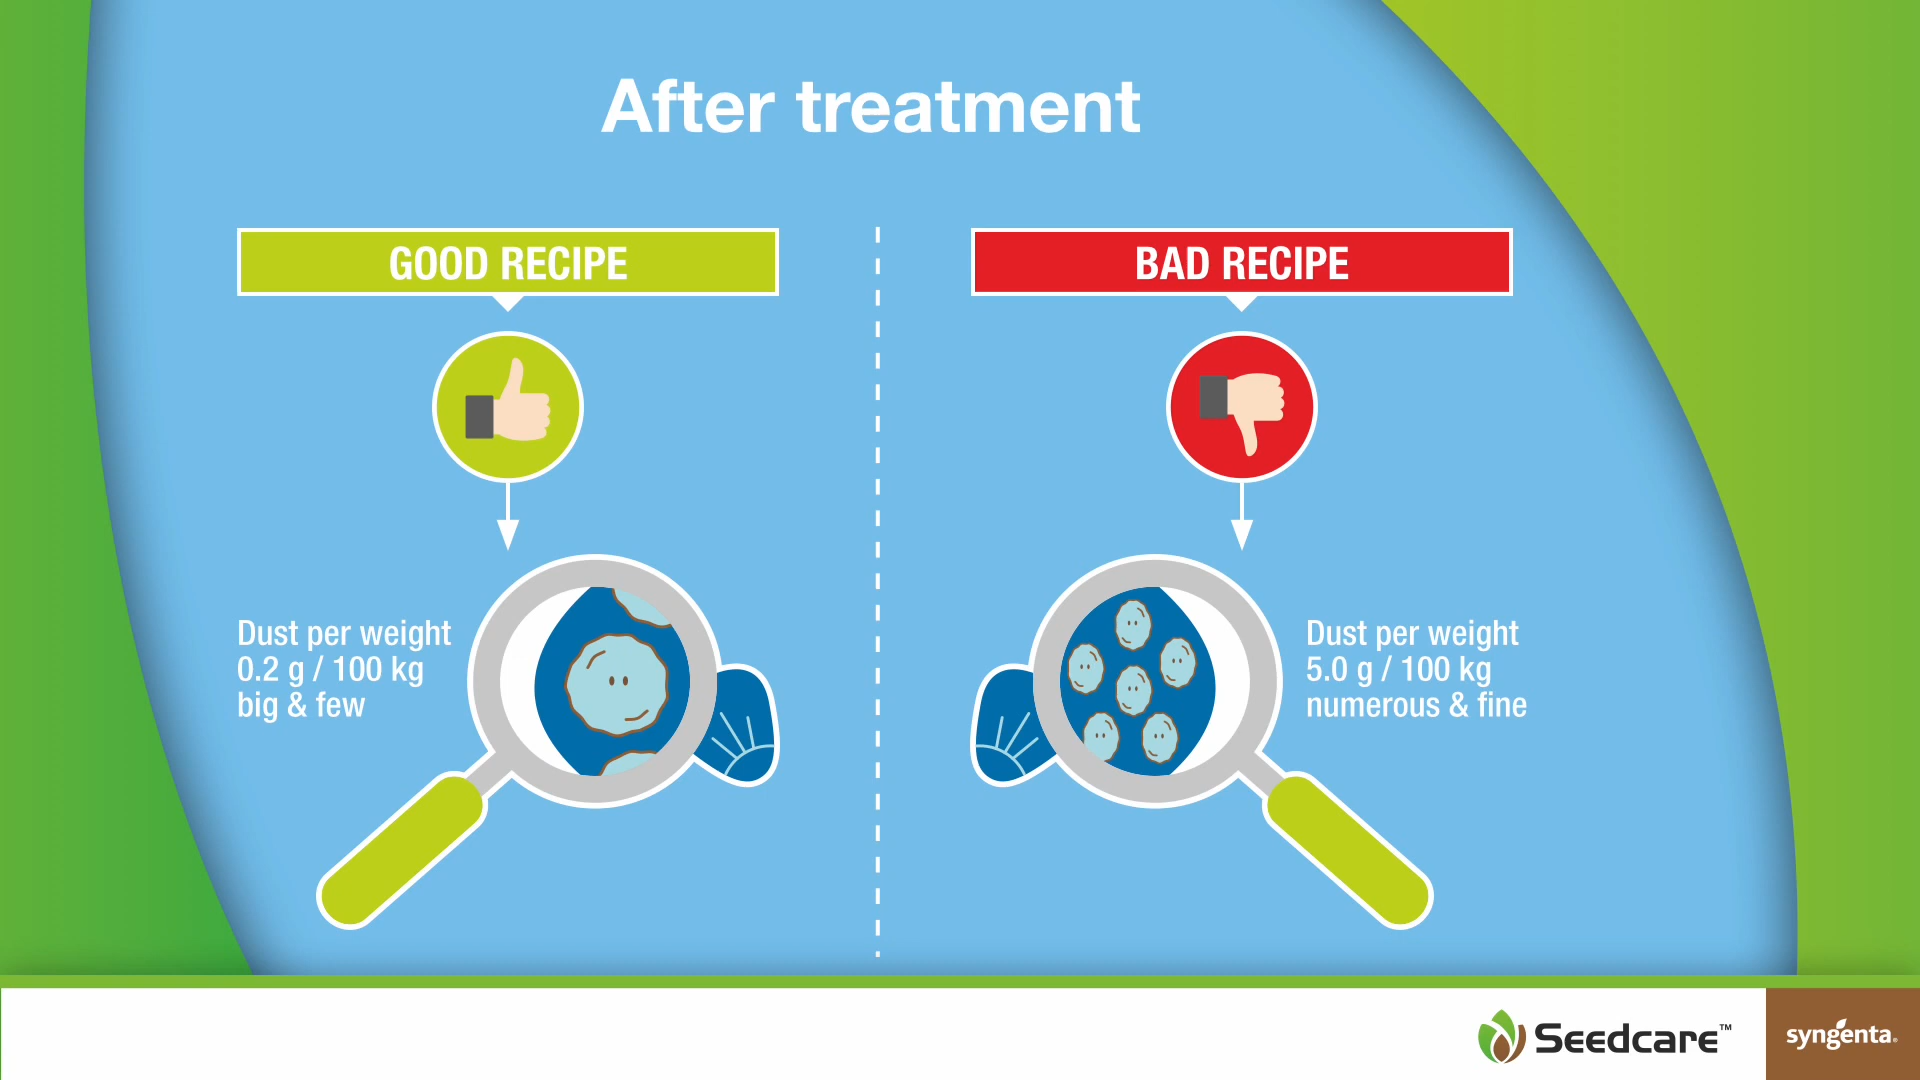 After treatment
GOOD RECIPE
BAD RECIPE
Dust per weight
0.2 g / 100 kg
big & few
Dust per weight
5.0 g / 100 kg
numerous & fine
Seedcare™
syngenta®